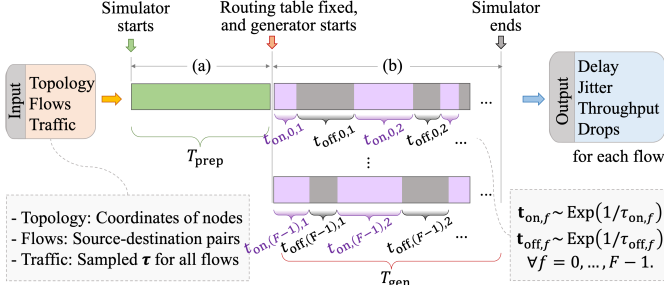 Simulator starts
Routing table fixed, and generator starts
Simulator ends
(a)
(b)
Input
Topology
Flows
Traffic
...
Output
Delay
Jitter
Throughput
Drops
for each flow
t_on,0,1
t_off,0,1
t_on,0,2
t_off,0,2
...
T_prep
⋮
...
t_on,(F−1),1
t_off,(F−1),1
t_on,(F−1),2
t_off,(F−1),2
...
T_gen
- Topology: Coordinates of nodes
- Flows: Source-destination pairs
- Traffic: Sampled τ for all flows
t_on,f ~ Exp(1/τ_on,f)
t_off,f ~ Exp(1/τ_off,f)
∀f = 0, ..., F − 1.